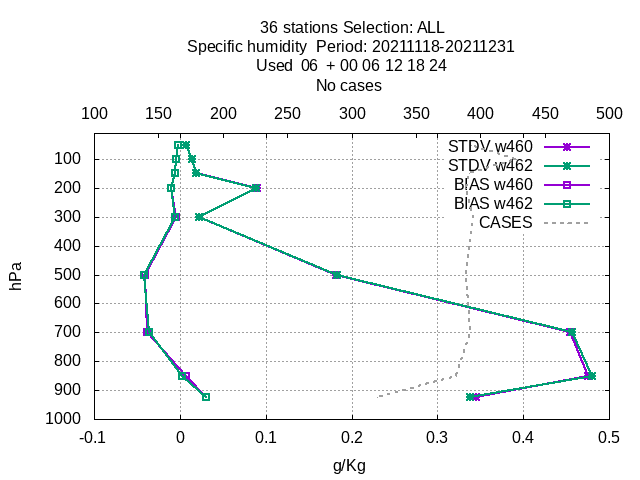 36 stations Selection: ALL
Specific humidity  Period: 20211118-20211231
Used  06  + 00 06 12 18 24
No cases
100 150 200 250 300 350 400 450 500
STDV w460
STDV w462
BIAS w460
BIAS w462
CASES
100
200
300
400
500
600
700
800
900
1000
hPa
-0.1 0 0.1 0.2 0.3 0.4 0.5
g/Kg